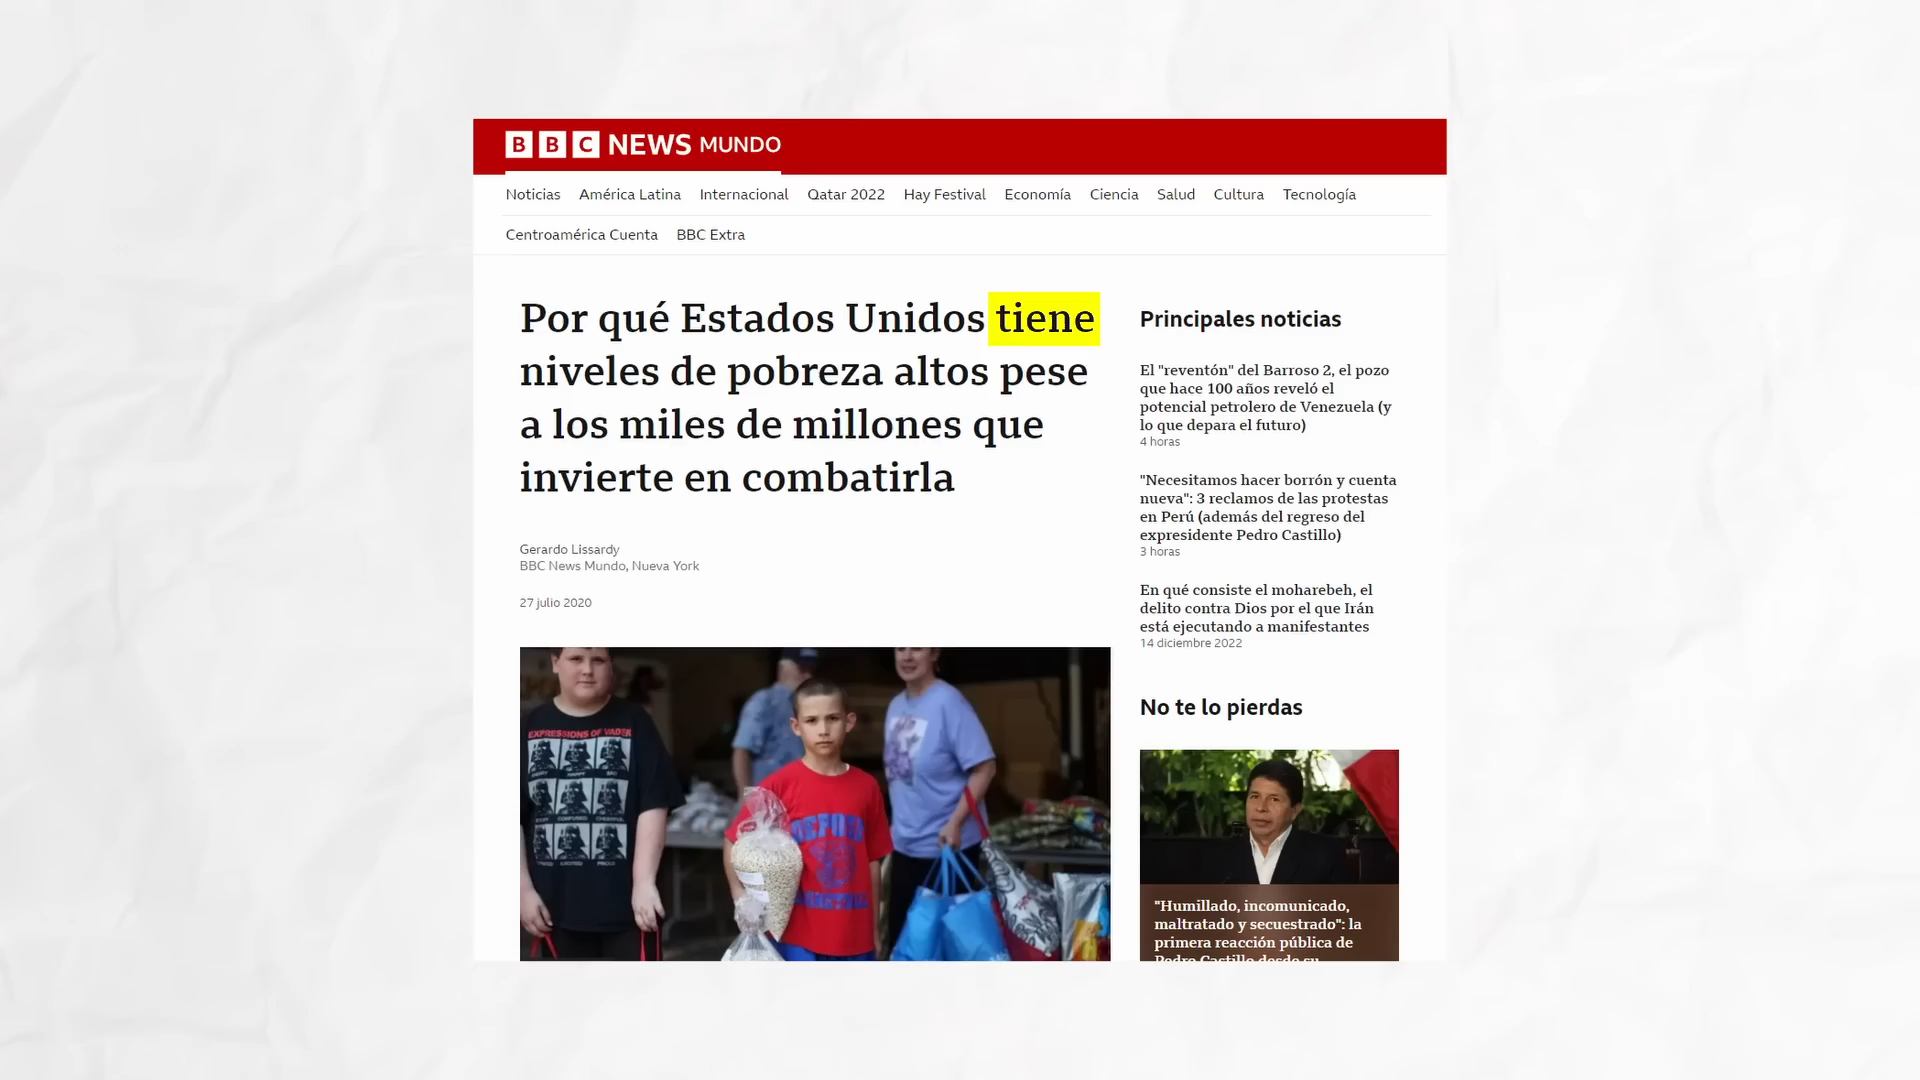 BBC NEWS MUNDO
Noticias América Latina Internacional Qatar 2022 Hay Festival Economía Ciencia Salud Cultura Tecnología
Centroamérica Cuenta BBC Extra
Por qué Estados Unidos tiene
niveles de pobreza altos pese
a los miles de millones que
invierte en combatirla
Gerardo Lissardy
BBC News Mundo, Nueva York
27 julio 2020
EXPRESSIONS OF VADER
Principales noticias
El "reventón" del Barroso 2, el pozo
que hace 100 años reveló el
potencial petrolero de Venezuela (y
lo que depara el futuro)
4 horas
"Necesitamos hacer borrón y cuenta
nueva": 3 reclamos de las protestas
en Perú (además del regreso del
expresidente Pedro Castillo)
3 horas
En qué consiste el moharebeh, el
delito contra Dios por el que Irán
está ejecutando a manifestantes
14 diciembre 2022
No te lo pierdas
"Humillado, incomunicado,
maltratado y secuestrado": la
primera reacción pública de
Pedro Castillo desde su